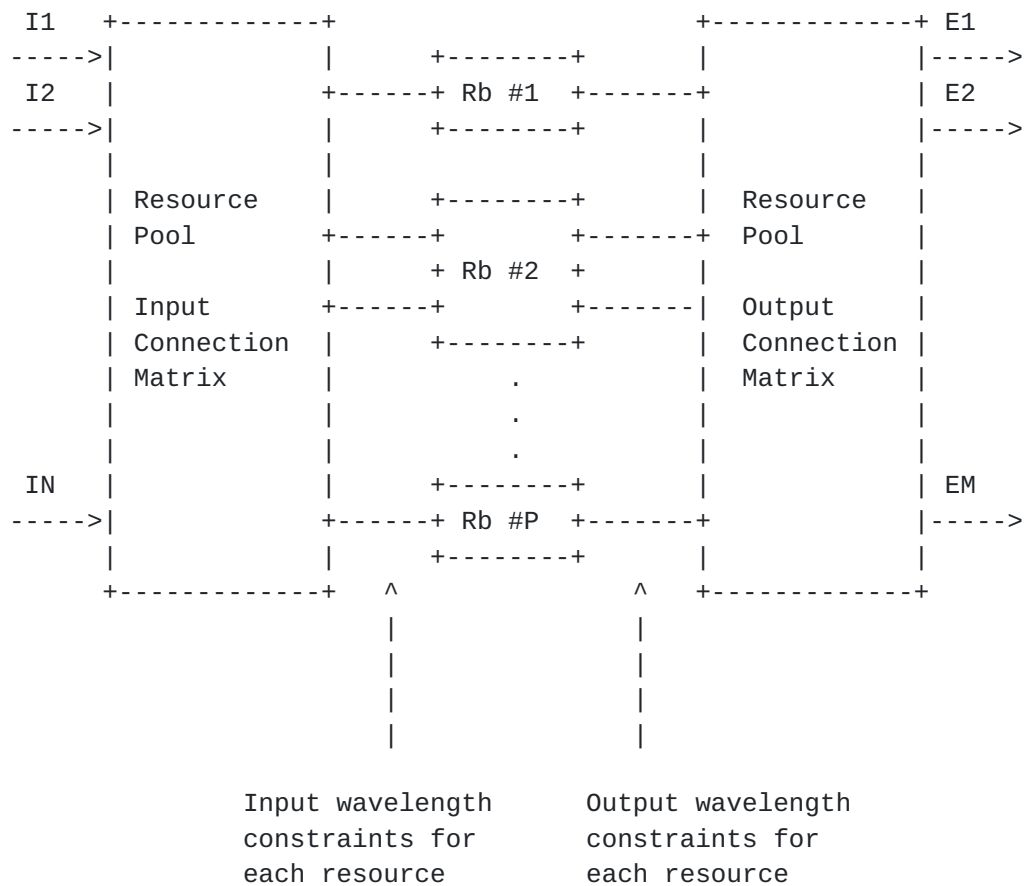 I1 E1
Rb #1
I2 E2
Resource Resource
Pool Pool
Rb #2
Input Output
Connection Connection
Matrix Matrix
.
.
.
IN EM
Rb #P
^ ^
Input wavelength Output wavelength
constraints for constraints for
each resource each resource